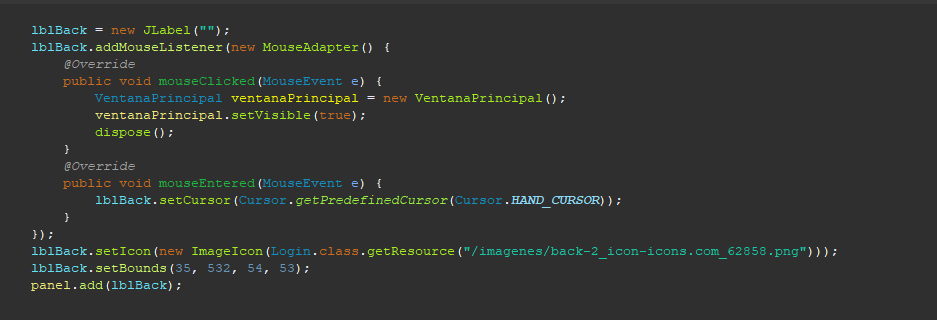 lblBack = new JLabel("");
lblBack.addMouseListener(new MouseAdapter() {
@Override
public void mouseClicked(MouseEvent e) {
VentanaPrincipal ventanaPrincipal = new VentanaPrincipal();
ventanaPrincipal.setVisible(true);
dispose();
}
@Override
public void mouseEntered(MouseEvent e) {
lblBack.setCursor(Cursor.getPredefinedCursor(Cursor.HAND_CURSOR));
}
});
lblBack.setIcon(new ImageIcon(Login.class.getResource("/imagenes/back-2_icon-icons.com_62858.png")));
lblBack.setBounds(35, 532, 54, 53);
panel.add(lblBack);